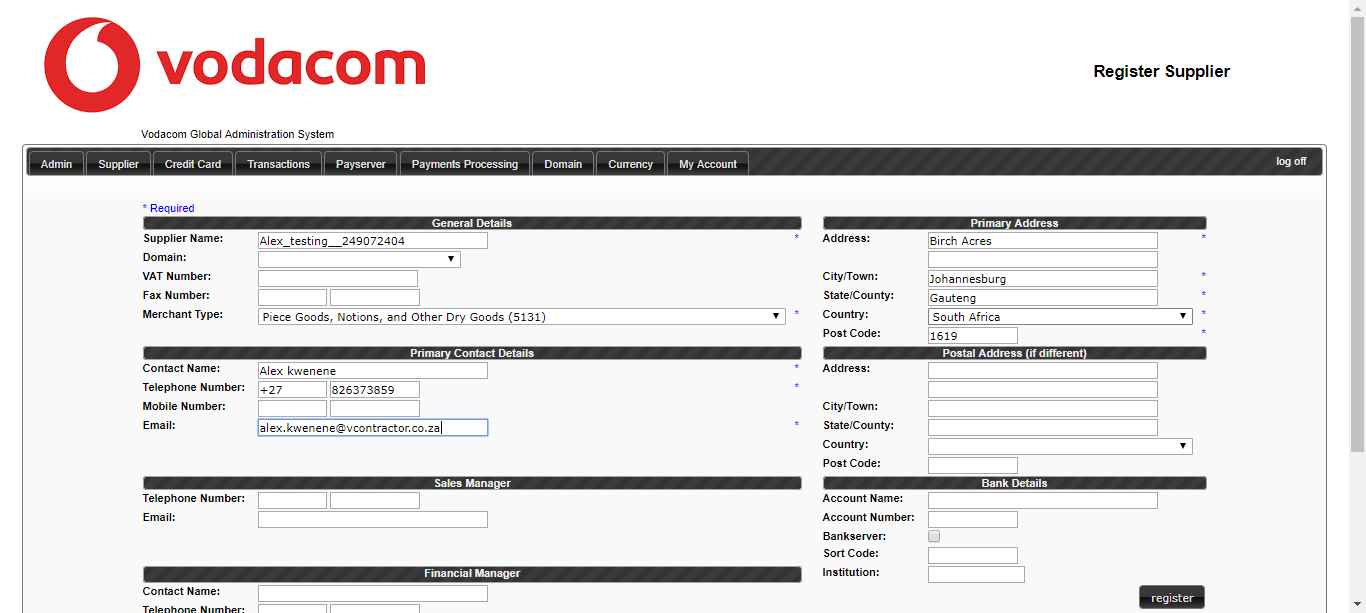 vodacom
Register Supplier
Vodacom Global Administration System
Admin Supplier Credit Card Transactions Payserver Payments Processing Domain Currency My Account log off
* Required
General Details
Supplier Name: Alex_testing__249072404 *
Domain:
VAT Number:
Fax Number:
Merchant Type: Piece Goods, Notions, and Other Dry Goods (5131) *
Primary Contact Details
Contact Name: Alex kwenene *
Telephone Number: +27 826373859 *
Mobile Number:
Email: alex.kwenene@vcontractor.co.za *
Sales Manager
Telephone Number:
Email:
Financial Manager
Contact Name:
Telephone Number:
Primary Address
Address: Birch Acres *
City/Town: Johannesburg *
State/County: Gauteng *
Country: South Africa *
Post Code: 1619 *
Postal Address (if different)
Address:
City/Town:
State/County:
Country:
Post Code:
Bank Details
Account Name:
Account Number:
Bankserver:
Sort Code:
Institution:
register